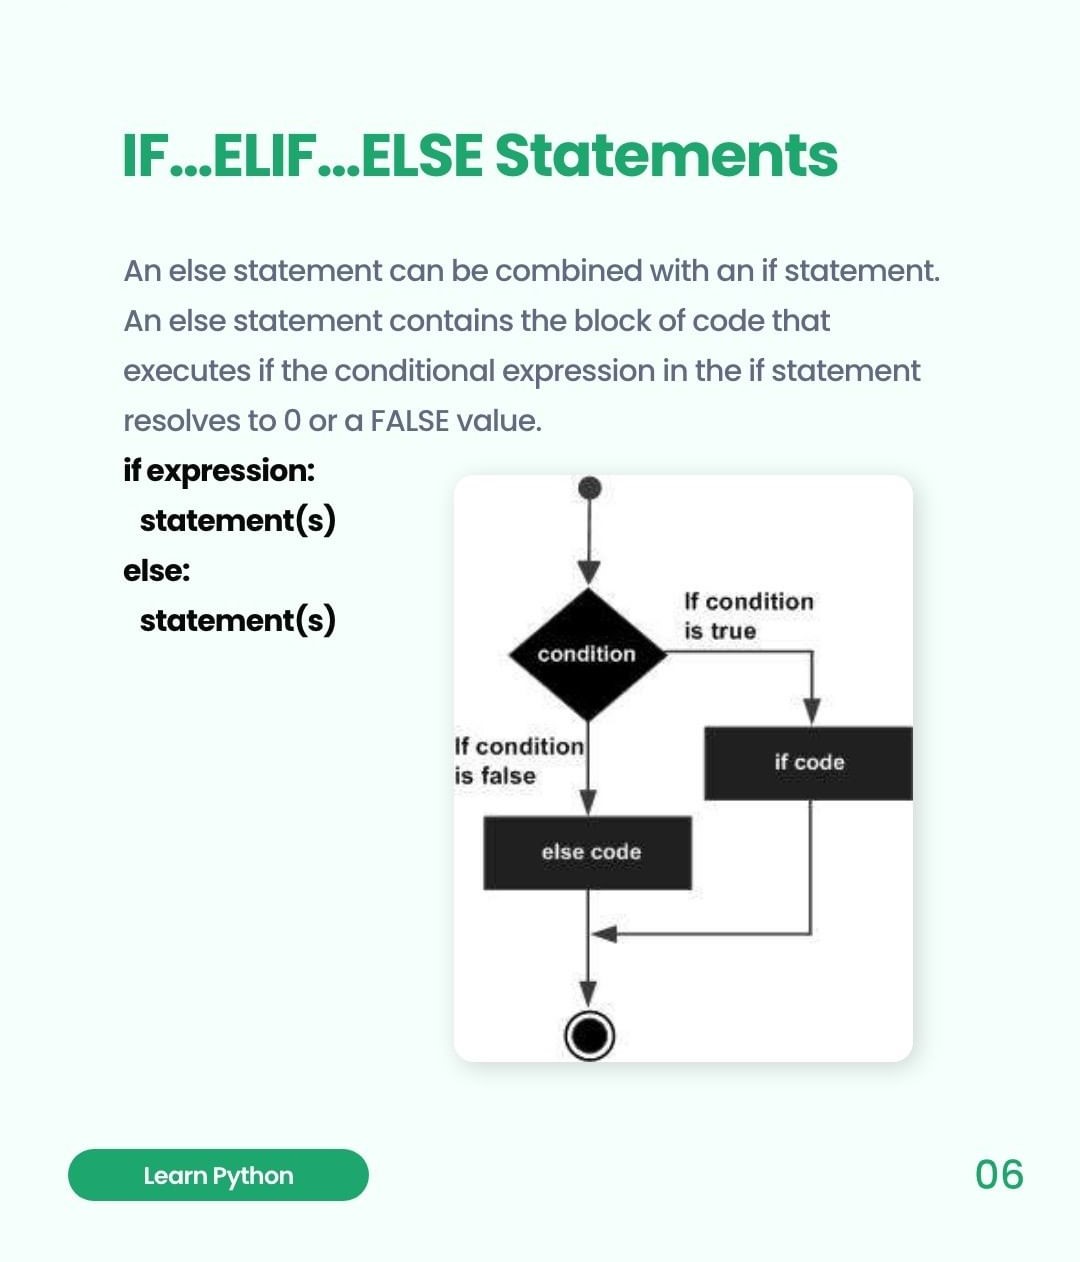 IF...ELIF...ELSE Statements
An else statement can be combined with an if statement.
An else statement contains the block of code that
executes if the conditional expression in the if statement
resolves to 0 or a FALSE value.
if expression:
statement(s)
else:
statement(s)
If condition
is true
condition
If condition
is false
if code
else code
Learn Python
06